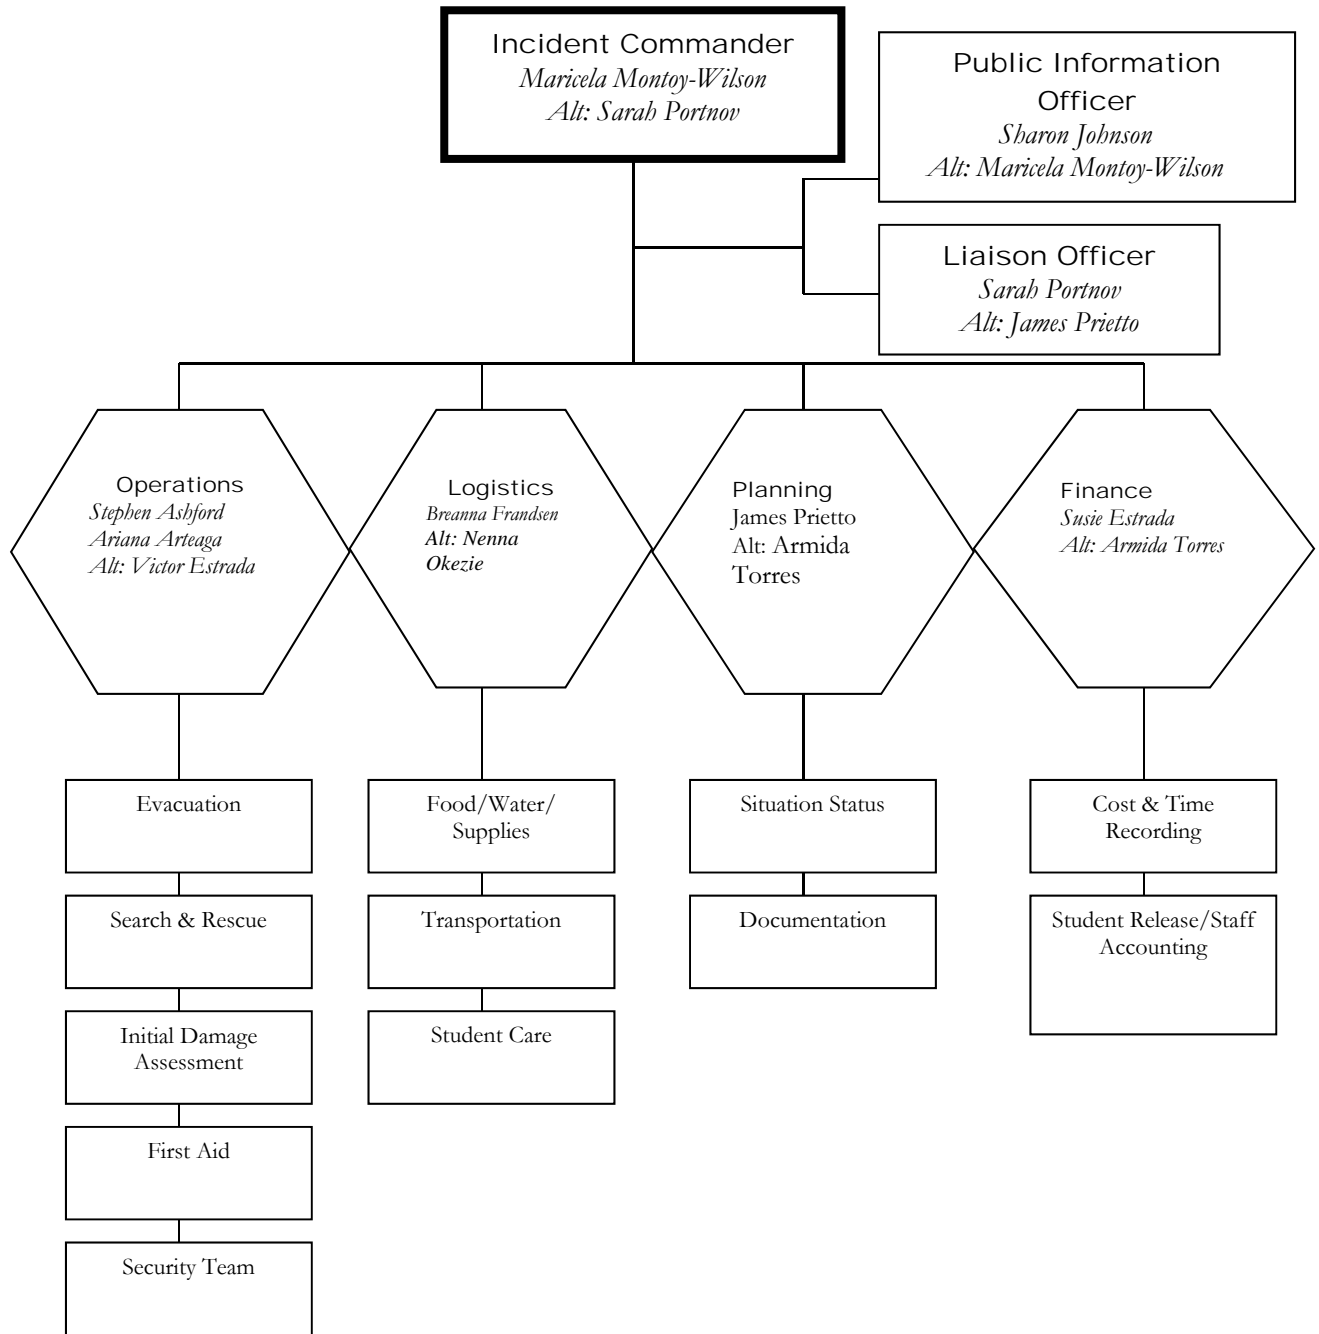 Incident Commander
Maricela Montoy-Wilson
Alt: Sarah Portnov
Public Information
Officer
Sharon Johnson
Alt: Maricela Montoy-Wilson
Liaison Officer
Sarah Portnov
Alt: James Prietto
Operations
Stephen Ashford
Ariana Arteaga
Alt: Victor Estrada
Logistics
Breanna Frandsen
Alt: Nenna
Okezie
Planning
James Prietto
Alt: Armida
Torres
Finance
Susie Estrada
Alt: Armida Torres
Evacuation
Search & Rescue
Initial Damage
Assessment
First Aid
Security Team
Food/Water/
Supplies
Transportation
Student Care
Situation Status
Documentation
Cost & Time
Recording
Student Release/Staff
Accounting